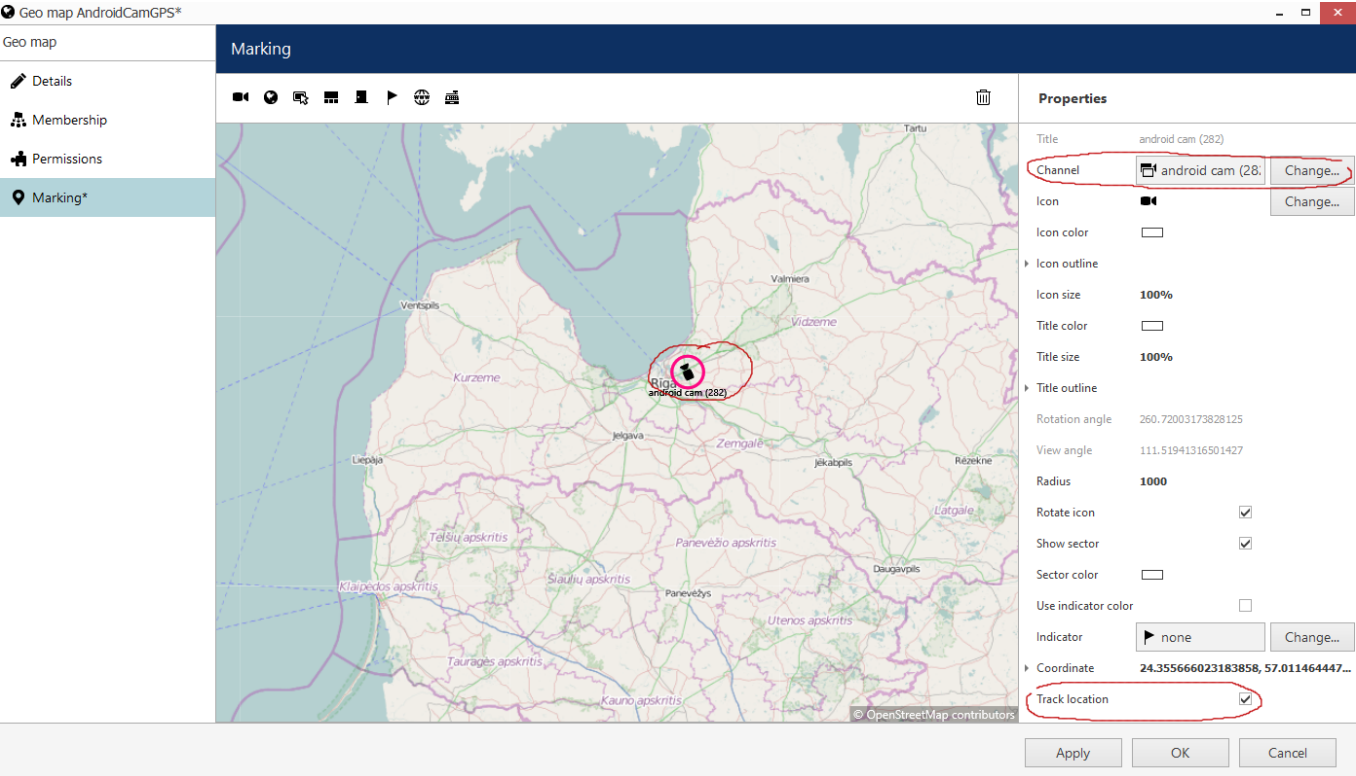 Geo map AndroidCamGPS*
Geo map
Details
Membership
Permissions
Marking*
Marking
Tartu
Valmiera
Ventspils
Vidzeme
Rīga
android cam (282)
Kurzeme
Jelgava
Zemgale
Liepāja
Jēkabpils
Rēzekne
Latgale
Telšių apskritis
Panevėžio apskritis
Daugavpils
Šiaulių apskritis
Klaipėdos apskritis
Panevėžys
Utenos apskritis
Tauragės apskritis
Kauno apskritis
© OpenStreetMap contributors
Properties
Title android cam (282)
Channel android cam (28. Change...
Icon Change...
Icon color
Icon outline
Icon size 100%
Title color
Title size 100%
Title outline
Rotation angle 260.72003173828125
View angle 111.51941316501427
Radius 1000
Rotate icon
Show sector
Sector color
Use indicator color
Indicator none Change...
Coordinate 24.355666023183858, 57.011464447...
Track location
Apply OK Cancel